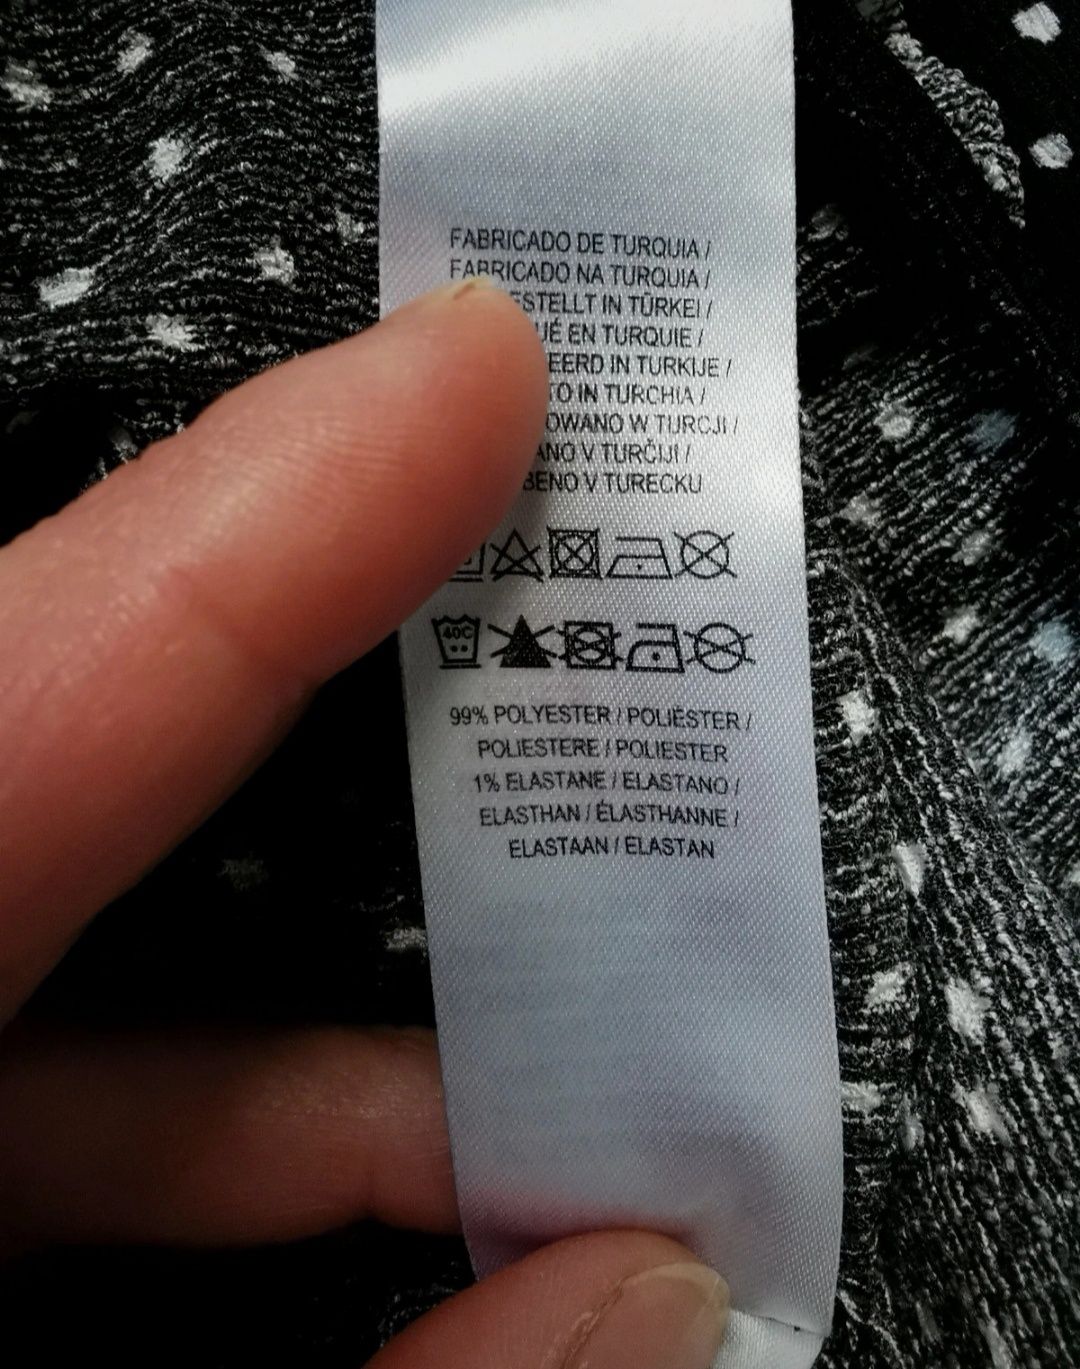 FABRICADO DE TURQUIA /
FABRICADO NA TURQUIA /
ESTELLT IN TÜRKEI /
UÉ EN TURQUIE /
EERD IN TURKIJE /
TO IN TURCHIA /
OWANO W TURCJI /
ANO V TURČIJI /
BENO V TURECKU
40C
99% POLYESTER / POLIÉSTER /
POLIESTERE / POLIESTER
1% ELASTANE / ELASTANO /
ELASTHAN / ÉLASTHANNE /
ELASTAAN / ELASTAN